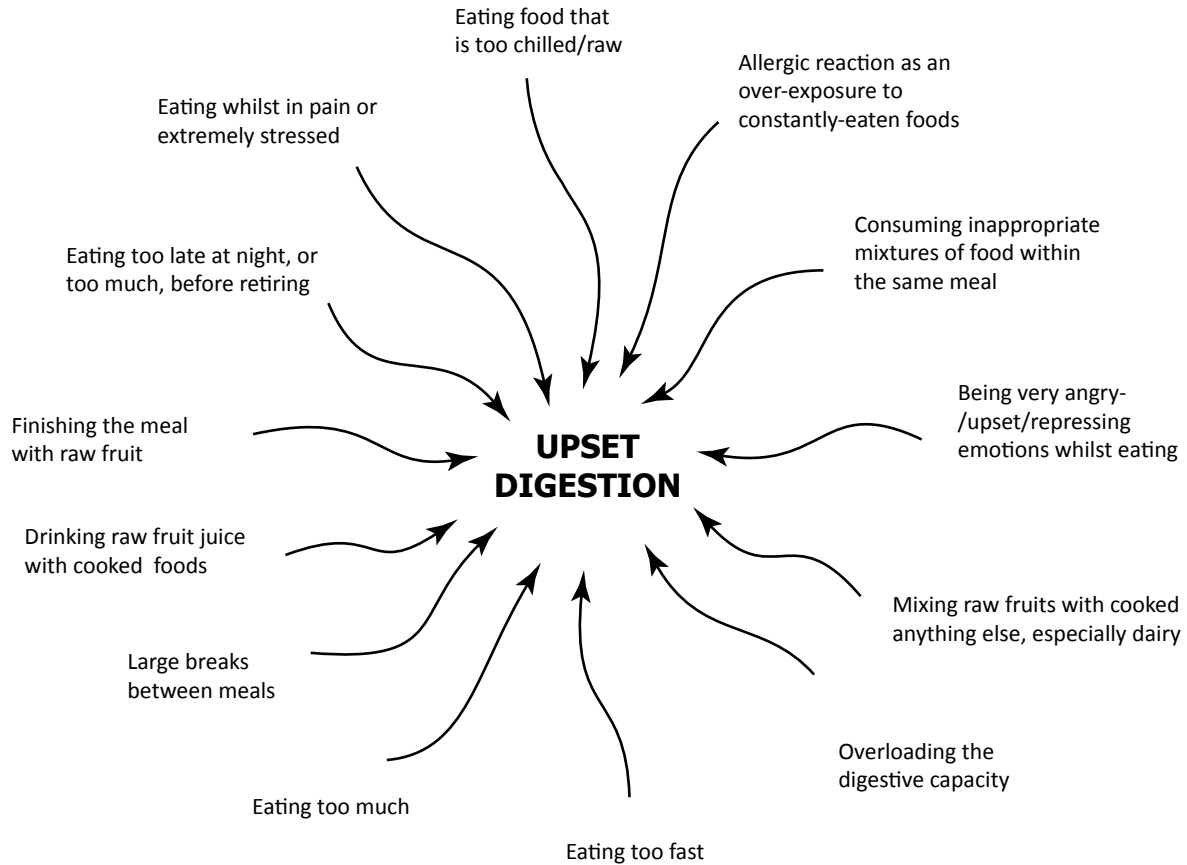 Eating food that
is too chilled/raw
Allergic reaction as an
over-exposure to
constantly-eaten foods
Eating whilst in pain or
extremely stressed
Consuming inappropriate
mixtures of food within
the same meal
Eating too late at night, or
too much, before retiring
Being very angry-
/upset/repressing
emotions whilst eating
Finishing the meal
with raw fruit
UPSET
DIGESTION
Drinking raw fruit juice
with cooked  foods
Mixing raw fruits with cooked
anything else, especially dairy
Large breaks
between meals
Overloading the
digestive capacity
Eating too much
Eating too fast